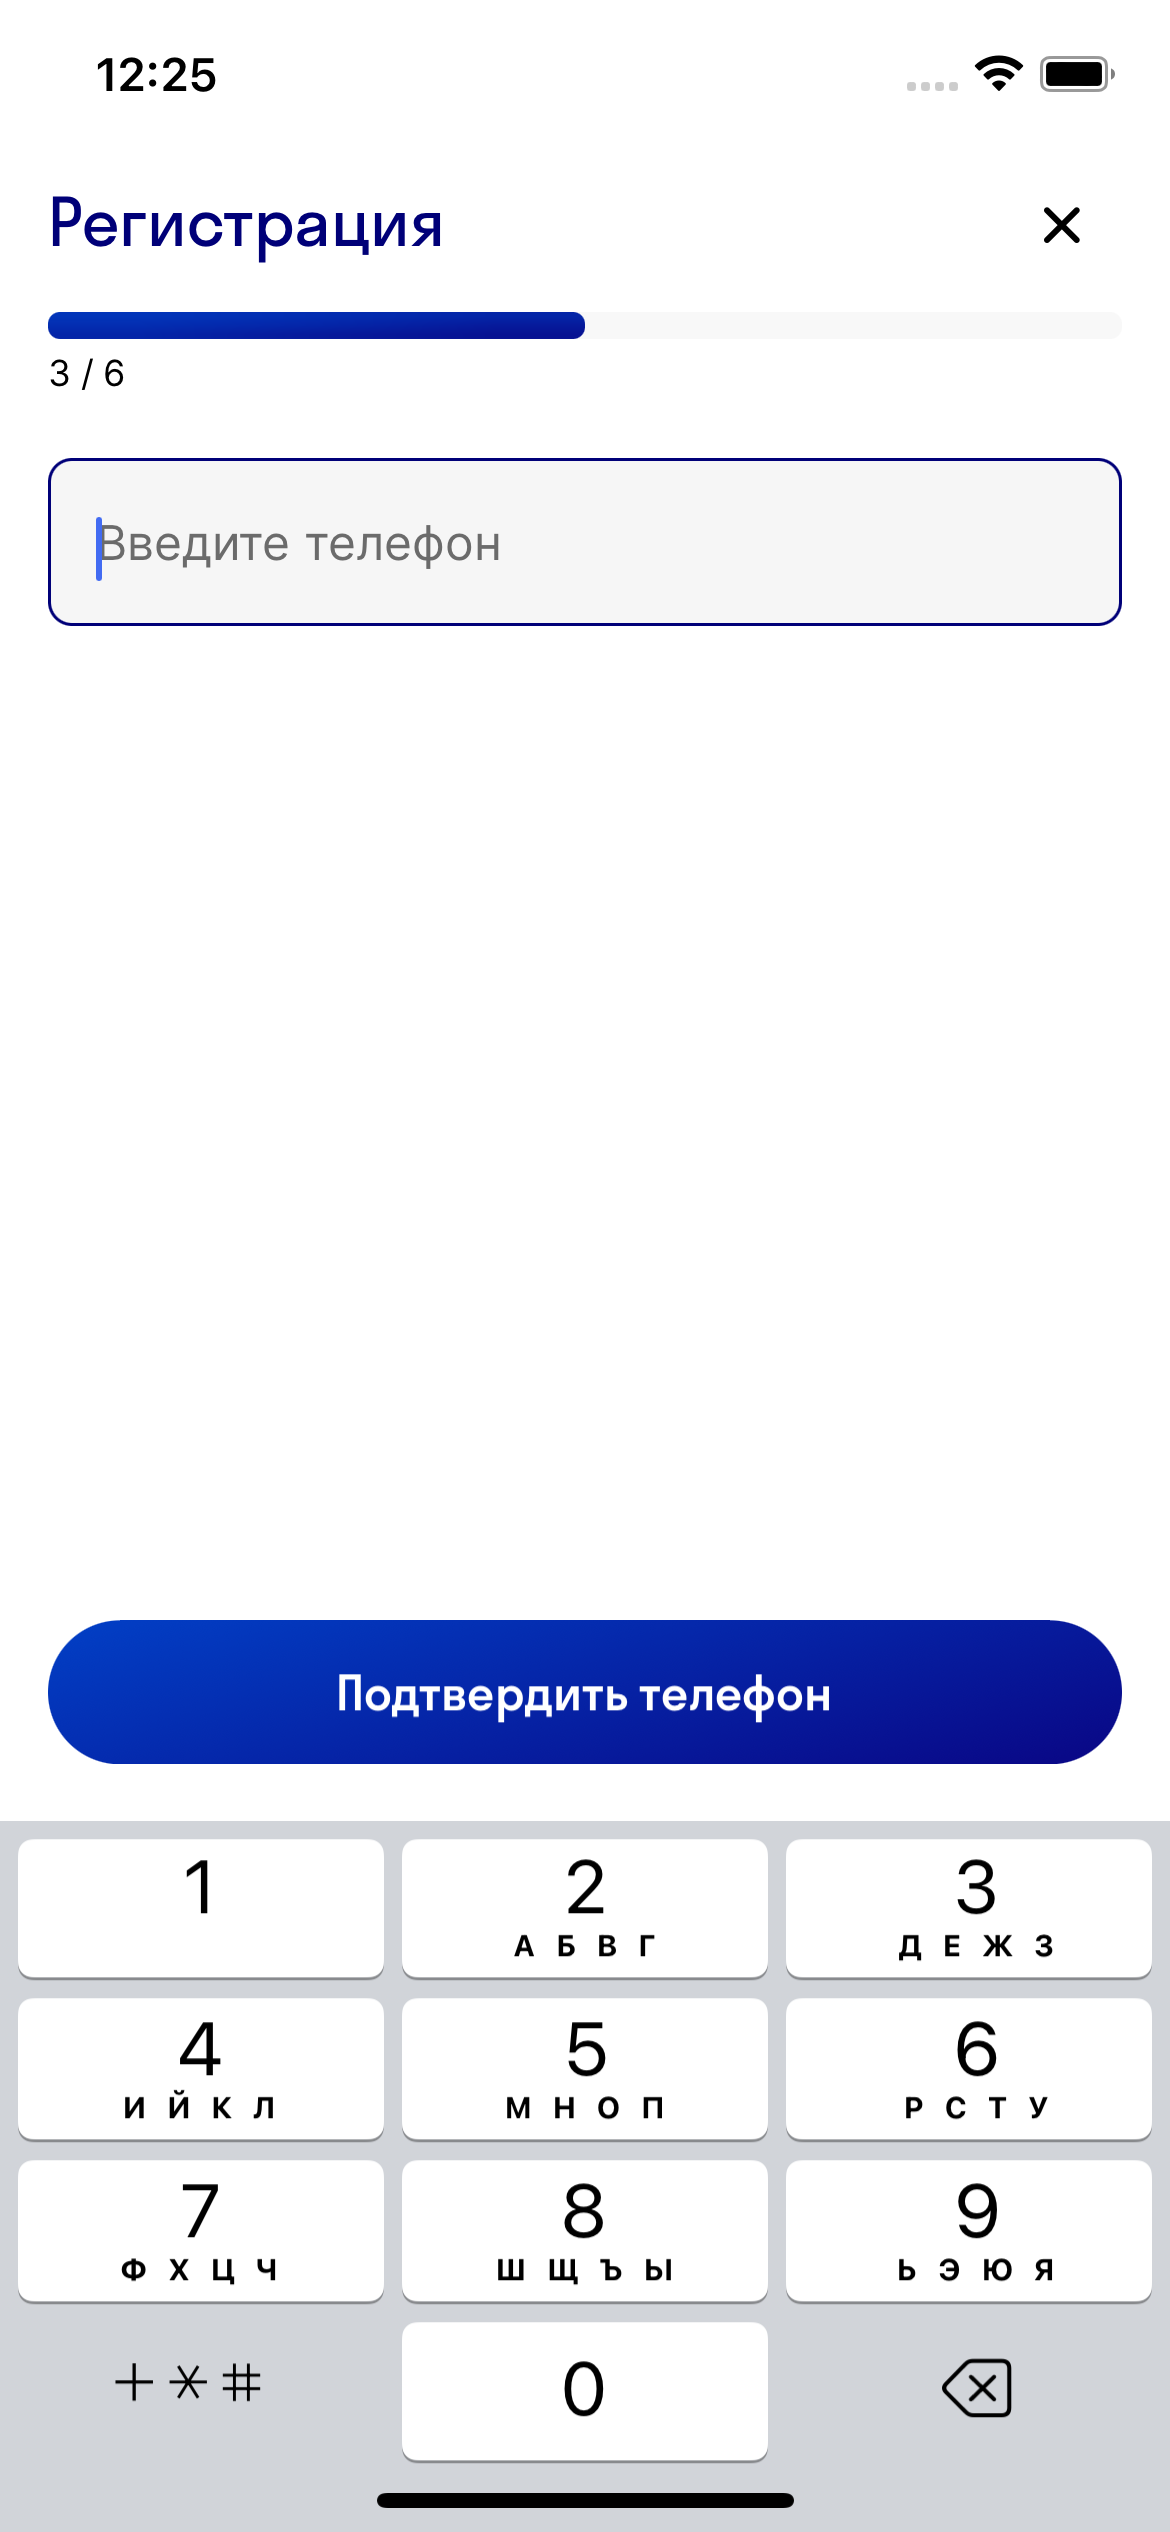 12:25
Регистрация
3 / 6
Введите телефон
Подтвердить телефон
1 2 3
А Б В Г Д Е Ж З
4 5 6
И Й К Л М Н О П Р С Т У
7 8 9
Ф Х Ц Ч Ш Щ Ъ Ы Ь Э Ю Я
+ * # 0